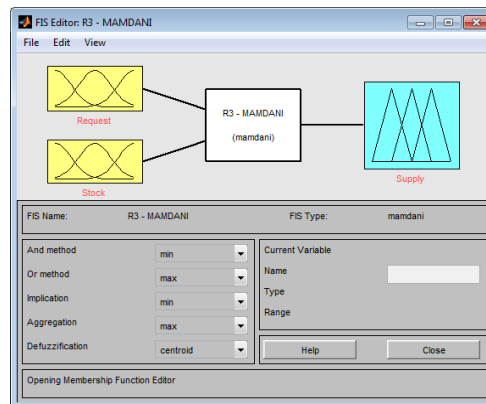 FIS Editor: R3 - MAMDANI
File Edit View
Request
Stock
R3 - MAMDANI
(mamdani)
Supply
FIS Name: R3 - MAMDANI FIS Type: mamdani
And method min
Or method max
Implication min
Aggregation max
Defuzzification centroid
Current Variable
Name
Type
Range
Help Close
Opening Membership Function Editor